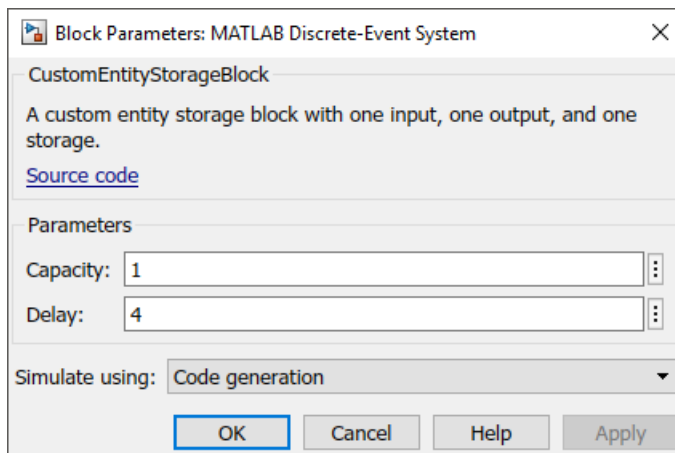 Block Parameters: MATLAB Discrete-Event System
CustomEntityStorageBlock
A custom entity storage block with one input, one output, and one
storage.
Source code
Parameters
Capacity: 1
Delay: 4
Simulate using: Code generation
OK Cancel Help Apply